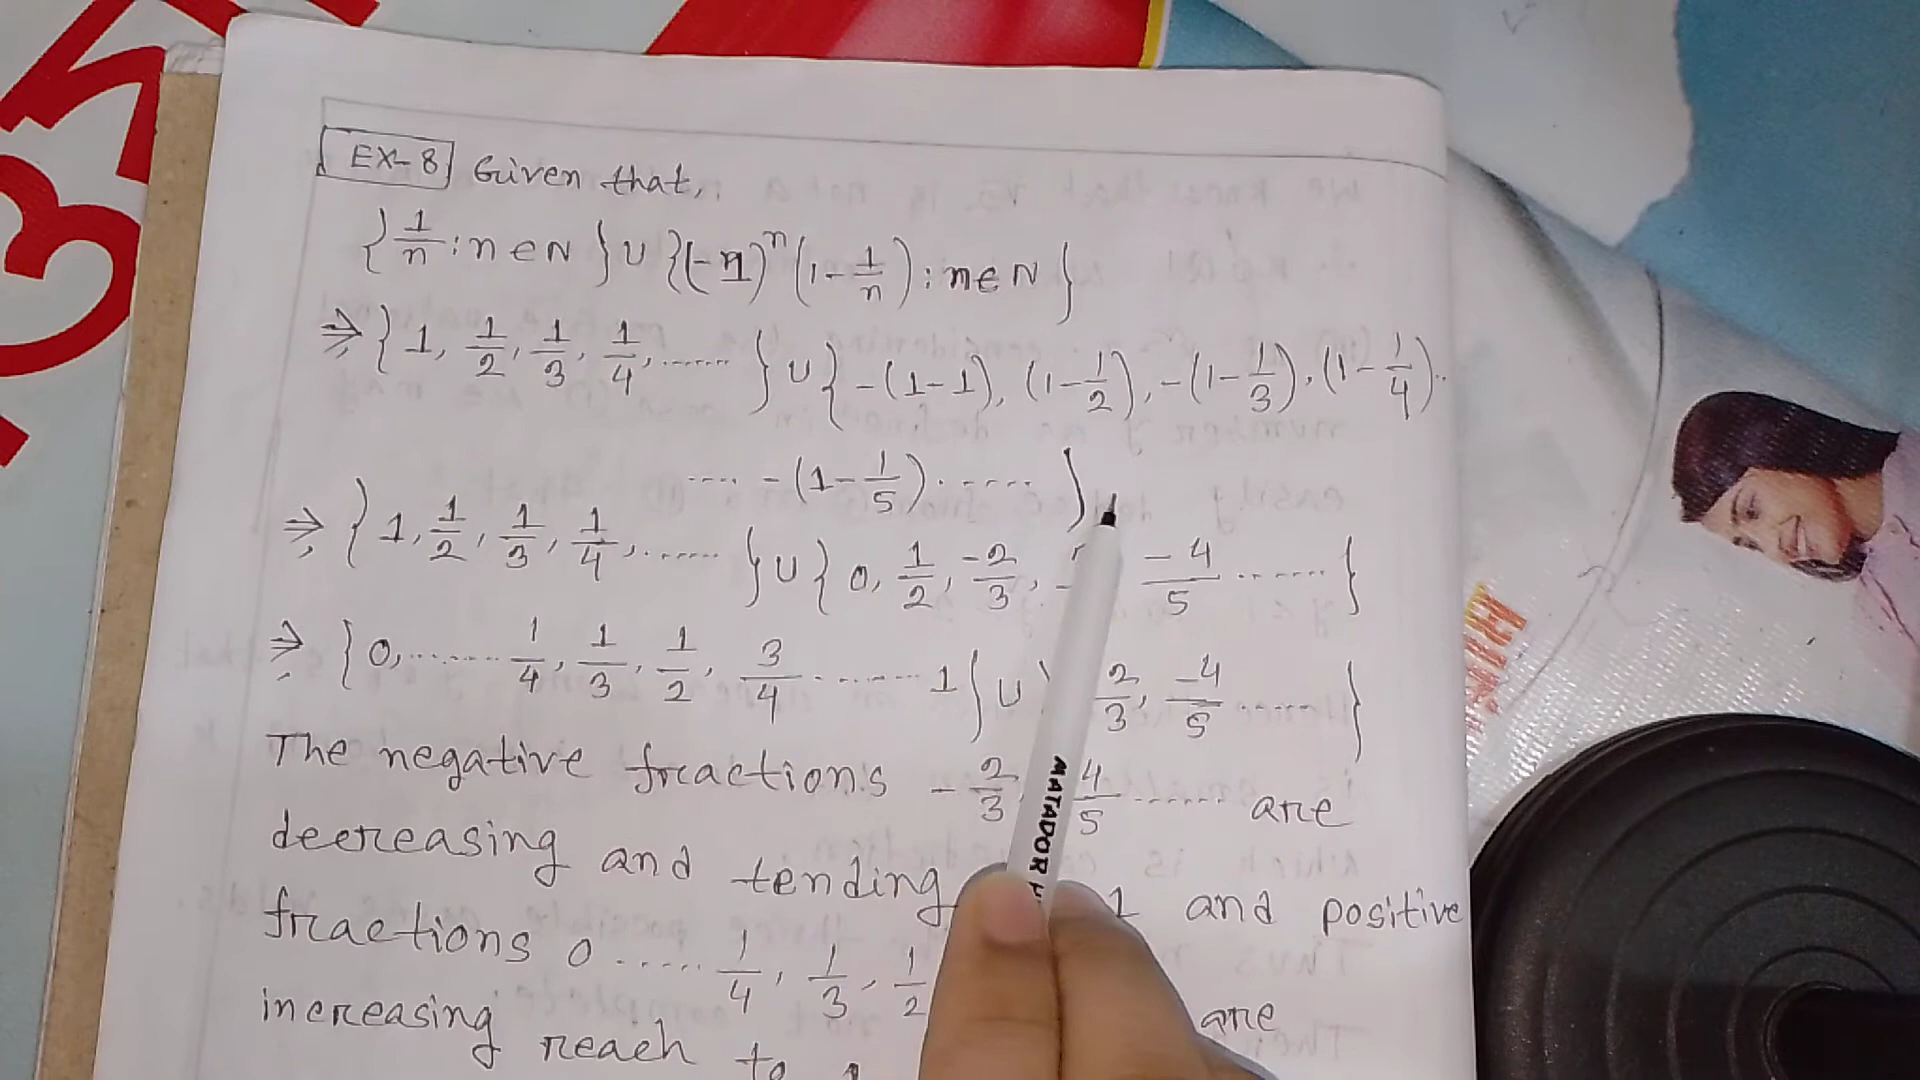 EX-8 Given that,
{1/n : n ∈ N} ∪ {(-1)^n (1 - 1/n) : n ∈ N}
⇒ {1, 1/2, 1/3, 1/4, ......} ∪ {-(1-1), (1-1/2), -(1-1/3), (1-1/4)..
.... -(1-1/5) ...... }
⇒ {1, 1/2, 1/3, 1/4, ......} ∪ {0, 1/2, -2/3, -4/5 ...... }
⇒ {0, ...... 1/4, 1/3, 1/2, 3/4 ....... 1} ∪ 2/3, -4/5 ..... }
The negative fractions -2/3 4/5 ...... are
decreasing and tending 1 and positive
fractions 0 ..... 1/4, 1/3, 1/2 are
increasing reach to
MATADOR